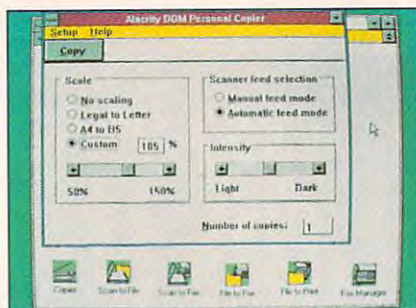 Alacrity DDM Personal Copier
Setup Help
Copy
Scale
No scaling
Legal to Letter
A4 to B5
Custom 105 %
50% 150%
Scanner feed selection
Manual feed mode
Automatic feed mode
Intensity
Light Dark
Number of copies: 1
Copier Scan to File Scan to Fax File to Fax File to Print Fax Manager